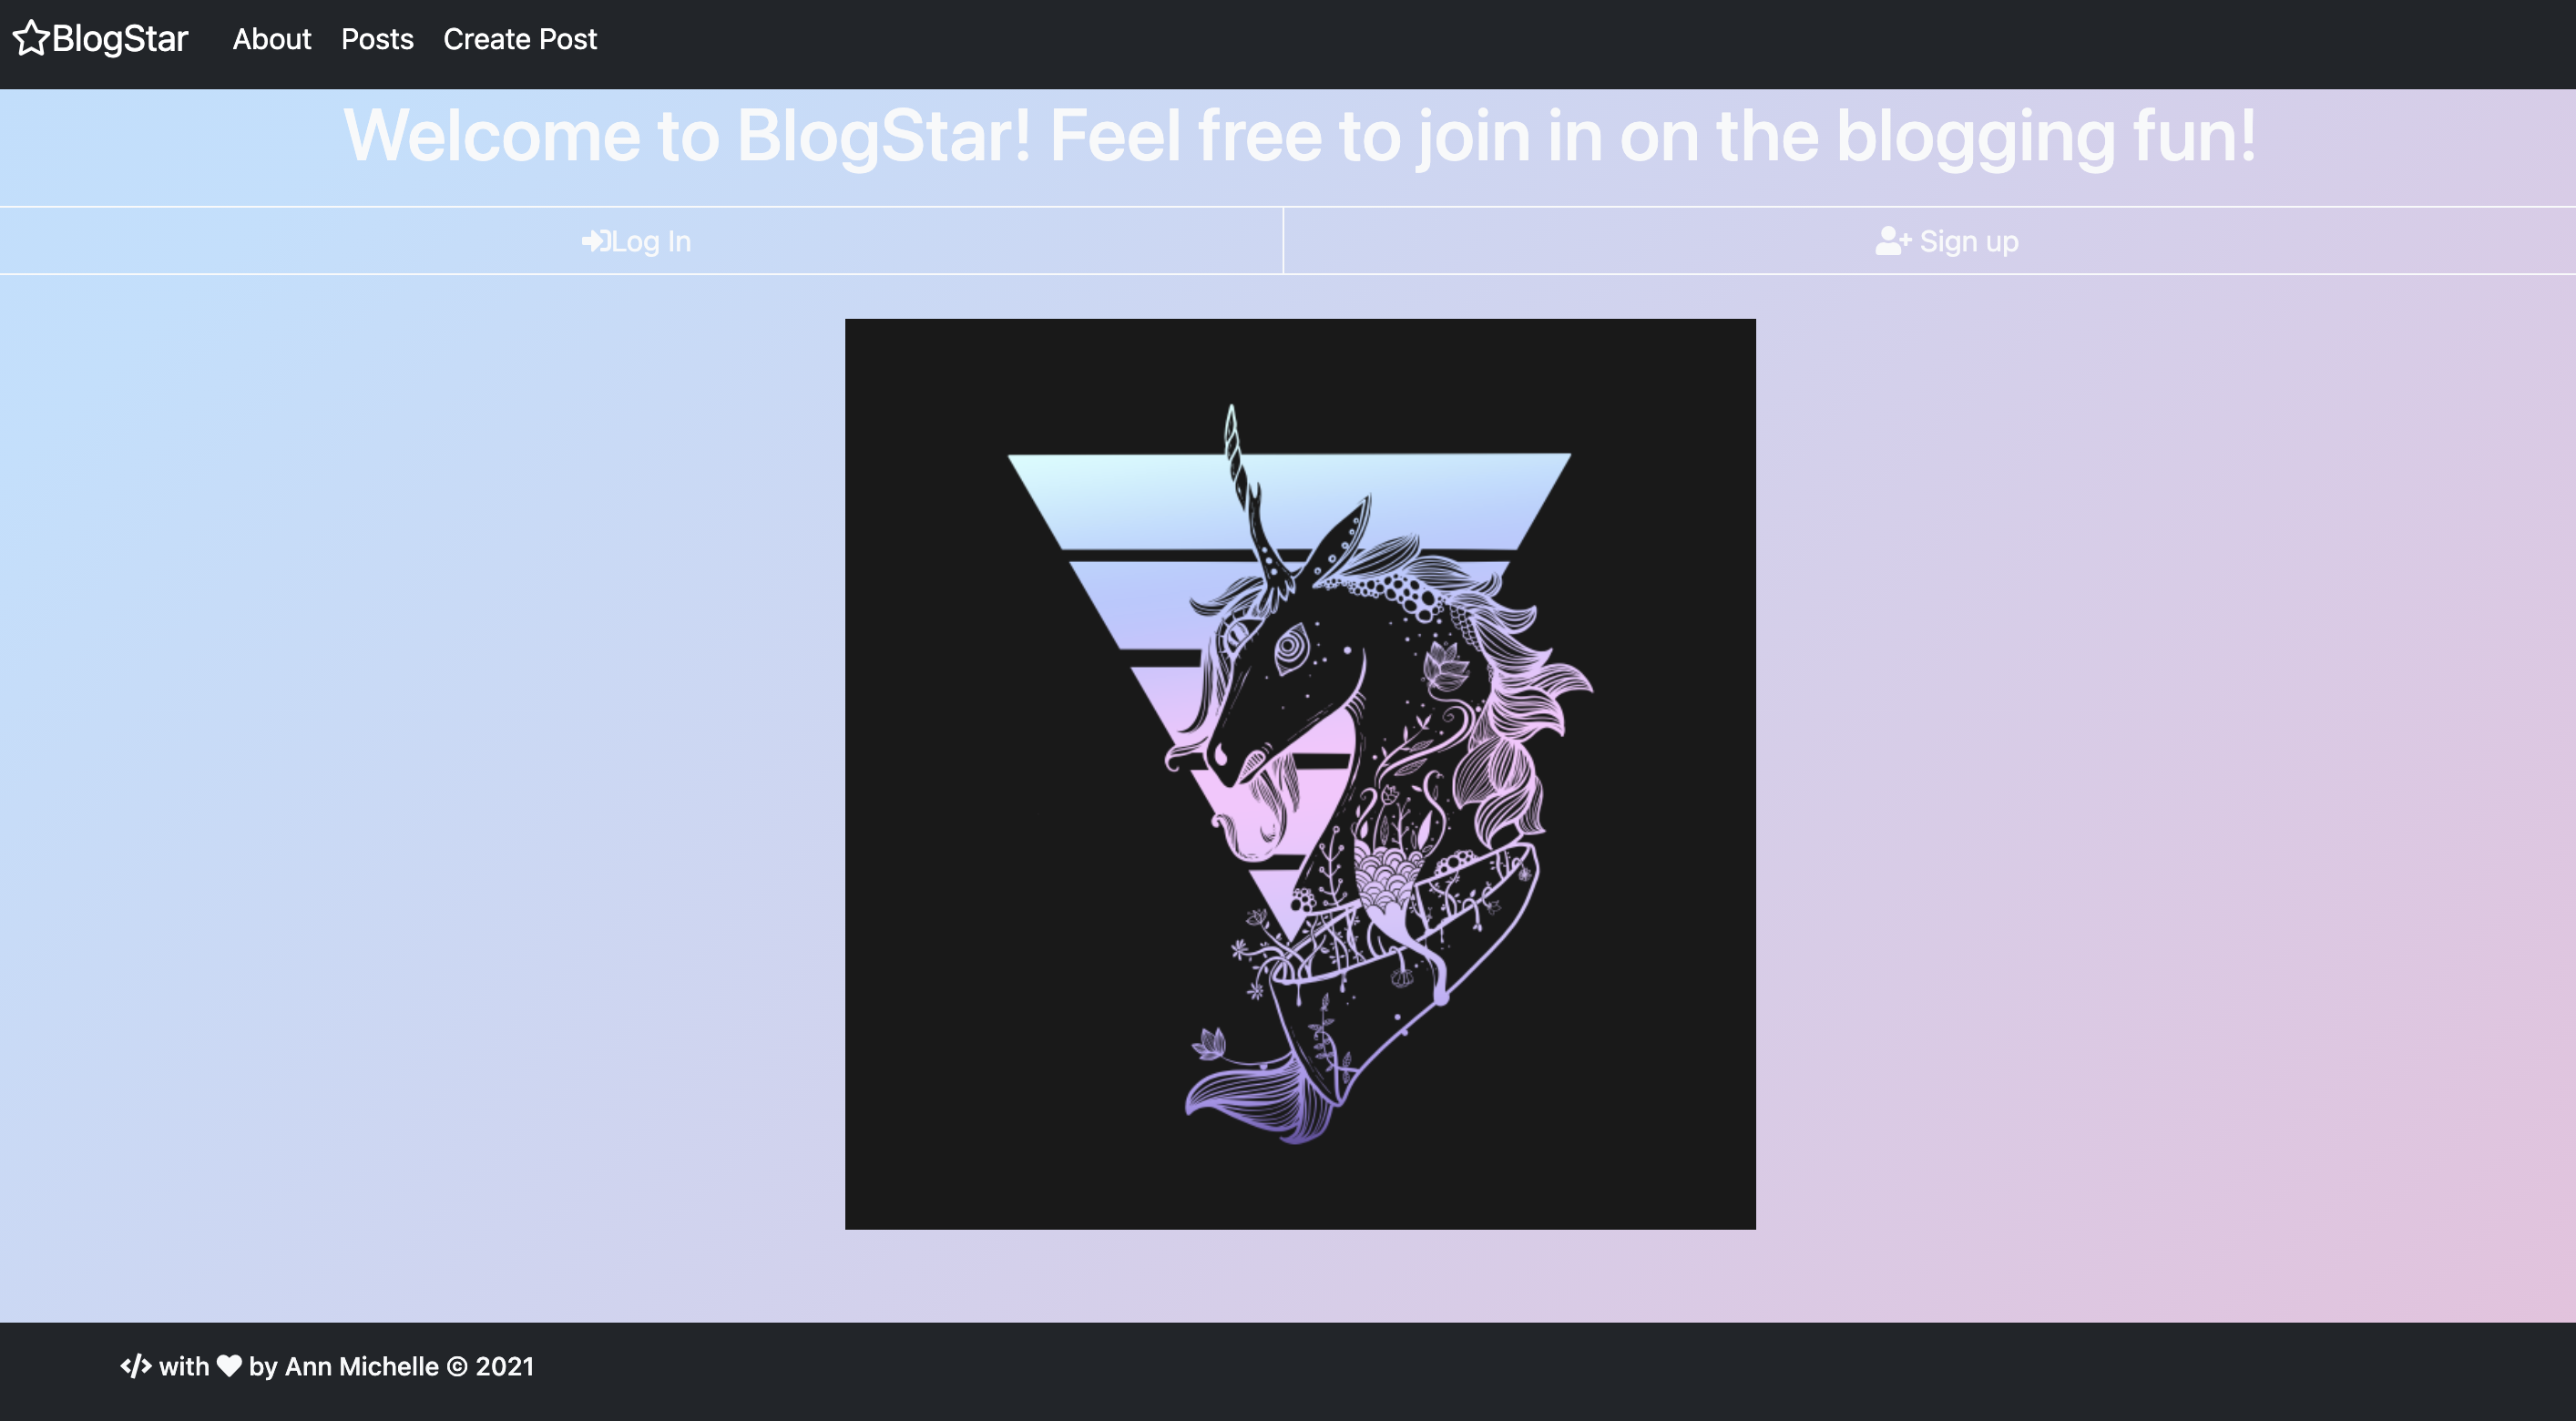 BlogStar About Posts Create Post
Welcome to BlogStar! Feel free to join in on the blogging fun!
Log In Sign up
</> with ♥ by Ann Michelle © 2021